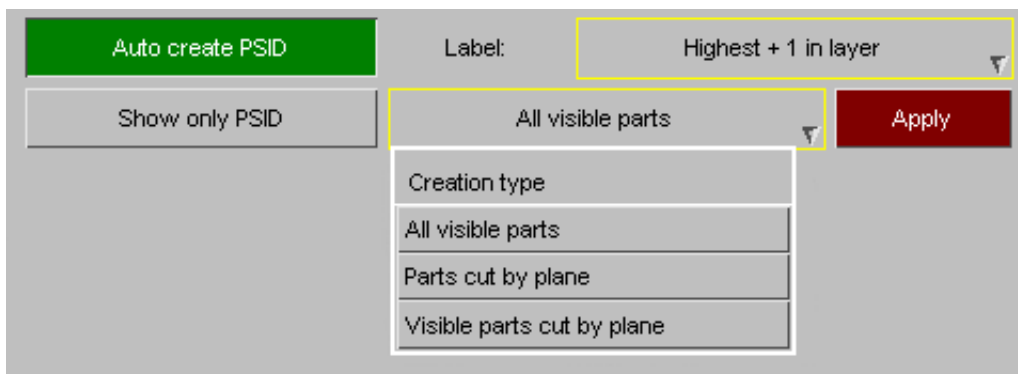 Auto create PSID Label: Highest + 1 in layer
Show only PSID All visible parts Apply
Creation type
All visible parts
Parts cut by plane
Visible parts cut by plane